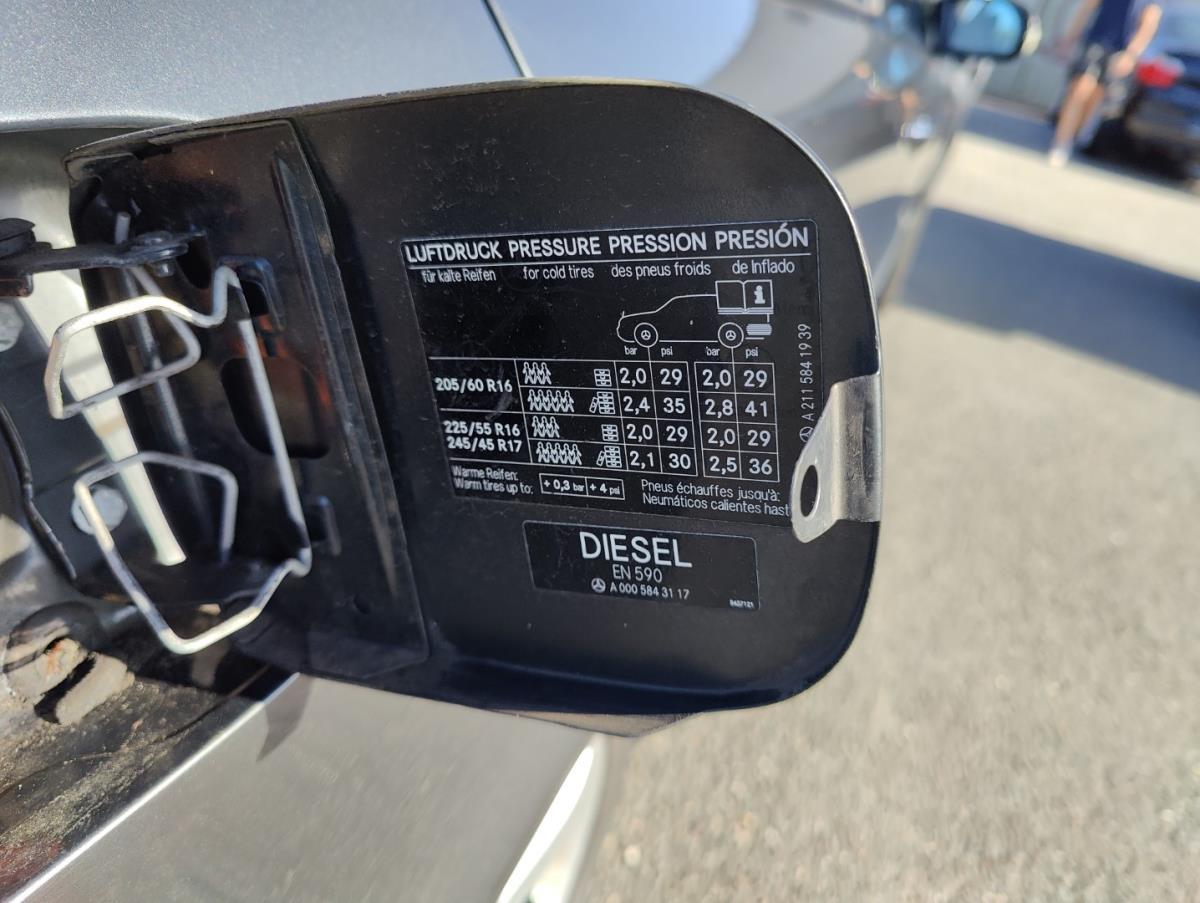 LUFTDRUCK PRESSURE PRESSION PRESIÓN
für kalte Reifen for cold tires des pneus froids de Inflado
i
bar psi bar psi
205/60 R16 2,0 29 2,0 29
2,4 35 2,8 41
225/55 R16 2,0 29 2,0 29
245/45 R17 2,1 30 2,5 36
Warme Reifen: Pneus échauffes jusqu'à:
Warm tires up to: + 0,3 bar + 4 psi Neumáticos calientes hast
A 211 584 19 39
DIESEL
EN 590
A 000 584 31 17